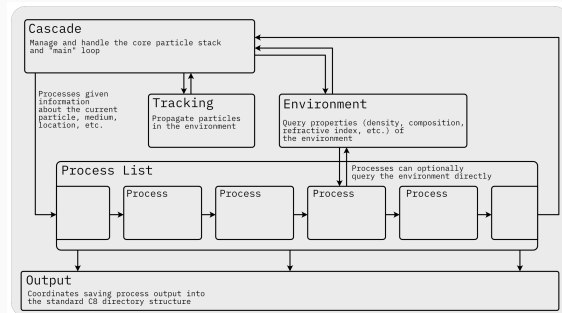 Cascade
Manage and handle the core particle stack
and "main" loop
Processes given
information
about the current
particle, medium,
location, etc.
Tracking
Propagate particles
in the environment
Environment
Query properties (density, composition,
refractive index, etc.) of
the environment
Processes can optionally
query the environment directly
Process List
Process
Process
Process
Process
Output
Coordinates saving process output into
the standard C8 directory structure